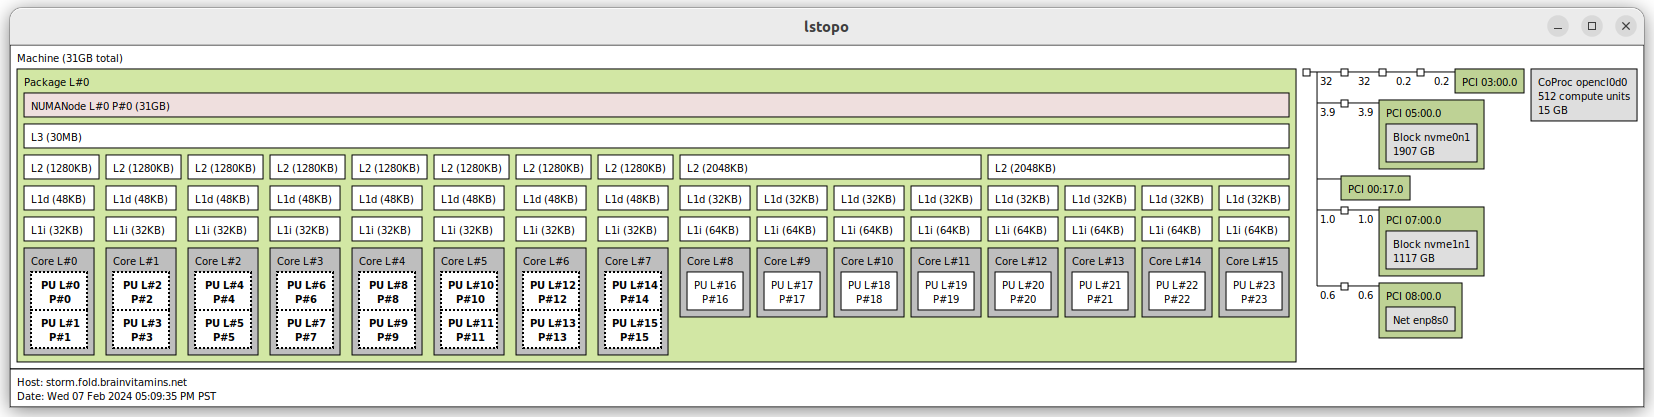 lstopo
Machine (31GB total)
Package L#0
NUMANode L#0 P#0 (31GB)
L3 (30MB)
L2 (1280KB) L2 (1280KB) L2 (1280KB) L2 (1280KB) L2 (1280KB) L2 (1280KB) L2 (1280KB) L2 (1280KB) L2 (2048KB) L2 (2048KB)
L1d (48KB) L1d (48KB) L1d (48KB) L1d (48KB) L1d (48KB) L1d (48KB) L1d (48KB) L1d (48KB) L1d (32KB) L1d (32KB) L1d (32KB) L1d (32KB) L1d (32KB) L1d (32KB) L1d (32KB) L1d (32KB)
L1i (32KB) L1i (32KB) L1i (32KB) L1i (32KB) L1i (32KB) L1i (32KB) L1i (32KB) L1i (32KB) L1i (64KB) L1i (64KB) L1i (64KB) L1i (64KB) L1i (64KB) L1i (64KB) L1i (64KB) L1i (64KB)
Core L#0 Core L#1 Core L#2 Core L#3 Core L#4 Core L#5 Core L#6 Core L#7 Core L#8 Core L#9 Core L#10 Core L#11 Core L#12 Core L#13 Core L#14 Core L#15
PU L#0 PU L#2 PU L#4 PU L#6 PU L#8 PU L#10 PU L#12 PU L#14 PU L#16 PU L#17 PU L#18 PU L#19 PU L#20 PU L#21 PU L#22 PU L#23
P#0 P#2 P#4 P#6 P#8 P#10 P#12 P#14 P#16 P#17 P#18 P#19 P#20 P#21 P#22 P#23
PU L#1 PU L#3 PU L#5 PU L#7 PU L#9 PU L#11 PU L#13 PU L#15
P#1 P#3 P#5 P#7 P#9 P#11 P#13 P#15
32 32 0.2 0.2 PCI 03:00.0
3.9 3.9 PCI 05:00.0
Block nvme0n1
1907 GB
PCI 00:17.0
1.0 1.0 PCI 07:00.0
Block nvme1n1
1117 GB
0.6 0.6 PCI 08:00.0
Net enp8s0
CoProc opencl0d0
512 compute units
15 GB
Host: storm.fold.brainvitamins.net
Date: Wed 07 Feb 2024 05:09:35 PM PST